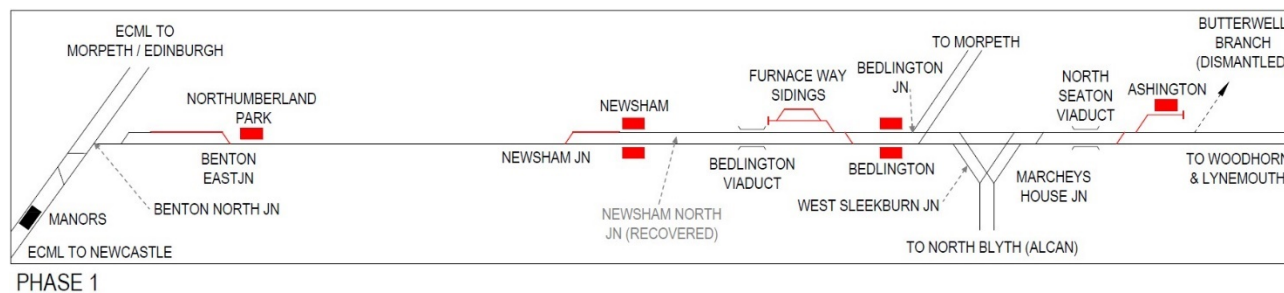 ECML TO
MORPETH / EDINBURGH
NORTHUMBERLAND
PARK
BENTON
EASTJN
BENTON NORTH JN
MANORS
ECML TO NEWCASTLE
NEWSHAM
NEWSHAM JN
NEWSHAM NORTH
JN (RECOVERED)
FURNACE WAY
SIDINGS
BEDLINGTON
VIADUCT
BEDLINGTON
JN
BEDLINGTON
TO MORPETH
WEST SLEEKBURN JN
TO NORTH BLYTH (ALCAN)
NORTH
SEATON
VIADUCT
MARCHEYS
HOUSE JN
ASHINGTON
BUTTERWELL
BRANCH
(DISMANTLED)
TO WOODHORN
& LYNEMOUTH
PHASE 1